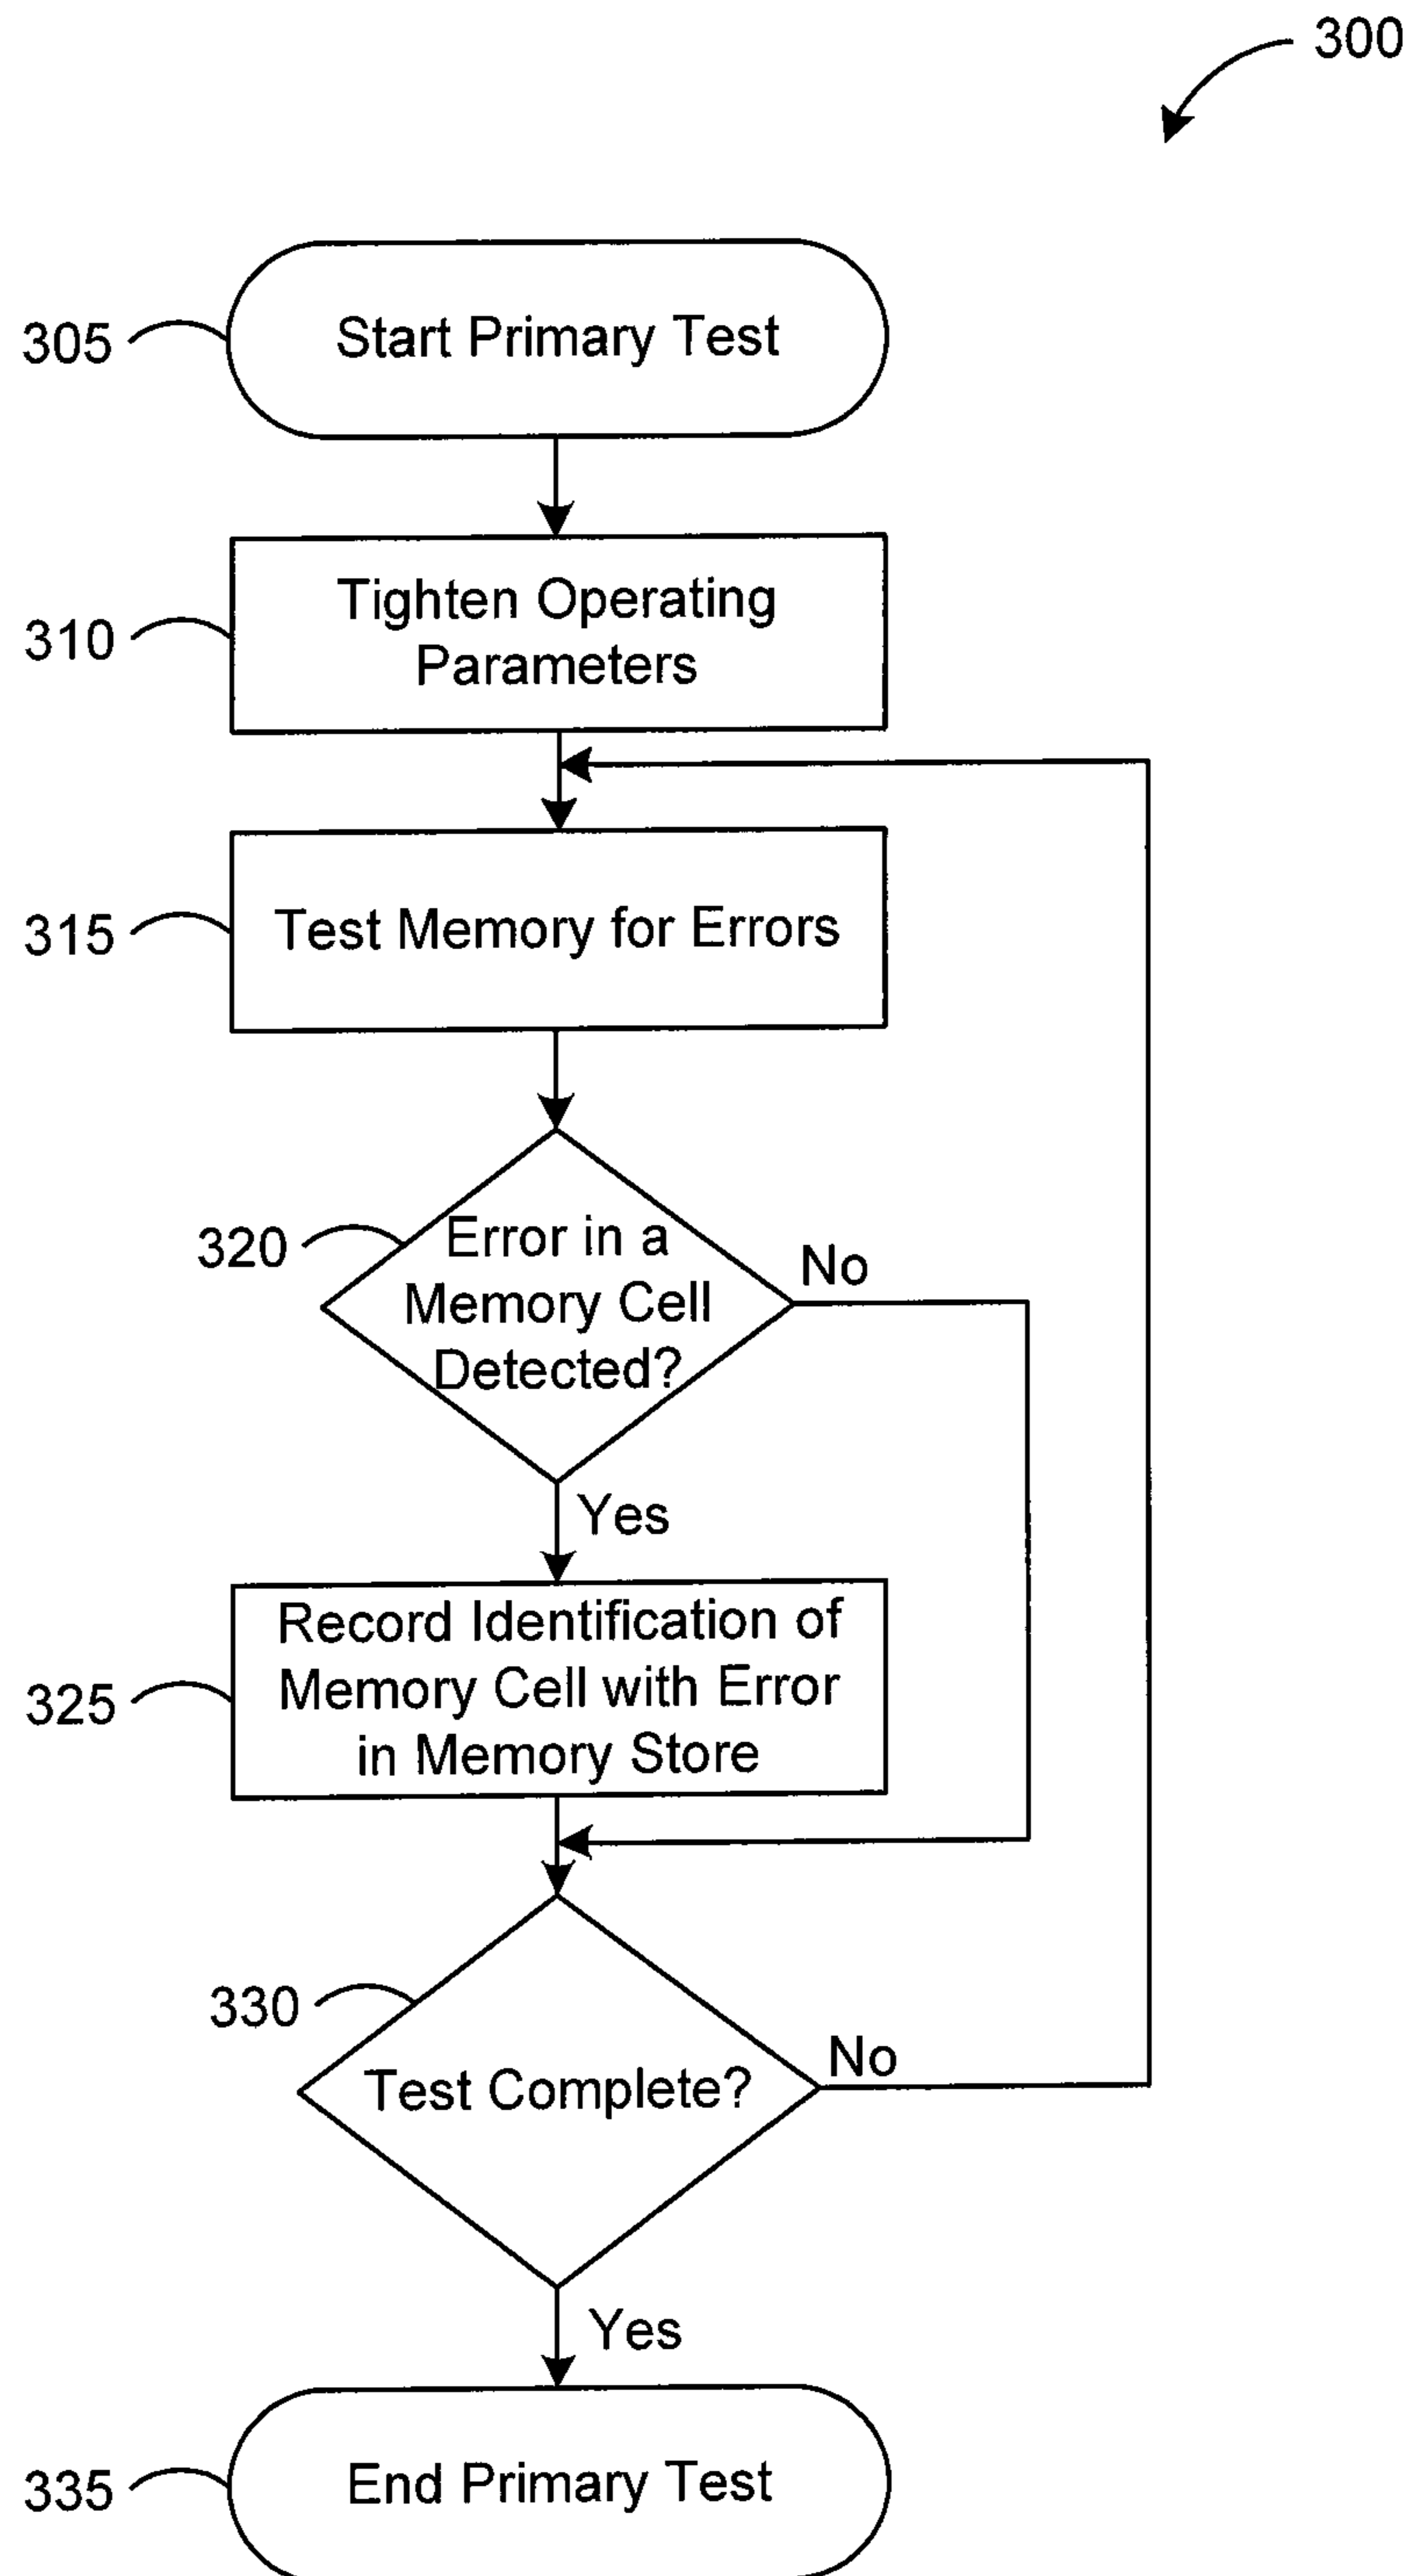 300
305
Start Primary Test
310
Tighten Operating
Parameters
315
Test Memory for Errors
320
Error in a
Memory Cell
Detected?
No
Yes
325
Record Identification of
Memory Cell with Error
in Memory Store
330
Test Complete?
No
Yes
335
End Primary Test